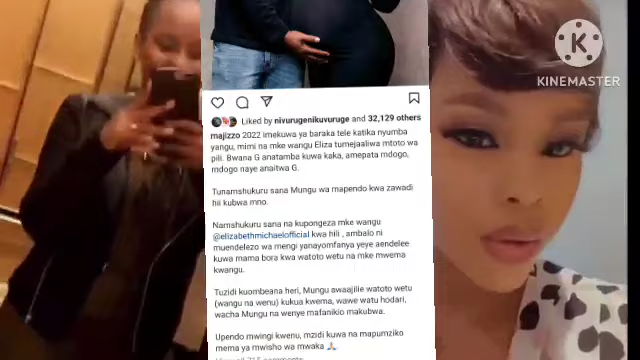 KINEMASTER
Liked by nivurugenikuvuruge and 32,129 others
majizzo 2022 imekuwa ya baraka tele katika nyumba
yangu, mimi na mke wangu Eliza tumejaaliwa mtoto wa
pili. Bwana G anatamba kuwa kaka, amepata mdogo,
mdogo naye anaitwa G.
Tunamshukuru sana Mungu wa mapendo kwa zawadi
hii kubwa mno.
Namshukuru sana na kupongeza mke wangu
@elizabethmichaelofficial kwa hili , ambalo ni
muendelezo wa mengi yanayomfanya yeye aendelee
kuwa mama bora kwa watoto wetu na mke mwema
kwangu.
Tuzidi kuombeana heri, Mungu awaajilie watoto wetu
(wangu na wenu) kukua kwema, wawe watu hodari,
wacha Mungu na wenye mafanikio makubwa.
Upendo mwingi kwenu, mzidi kuwa na mapumziko
mema ya mwisho wa mwaka 🙏